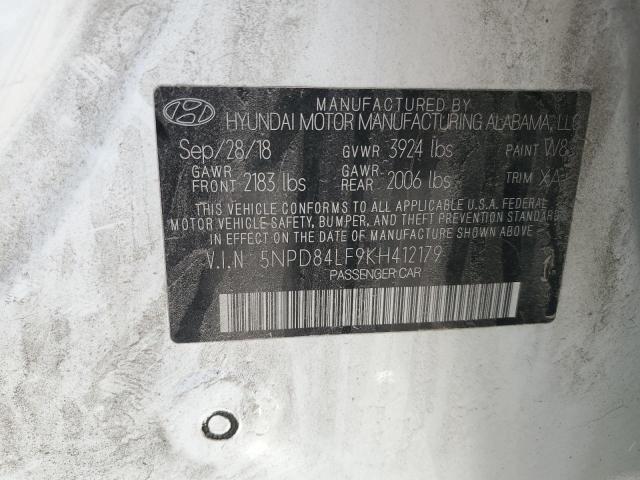 MANUFACTURED BY
HYUNDAI MOTOR MANUFACTURING ALABAMA, LLC
Sep/28/18 GVWR 3924 lbs PAINT W8
GAWR FRONT 2183 lbs GAWR REAR 2006 lbs TRIM
THIS VEHICLE CONFORMS TO ALL APPLICABLE U.S.A. FEDERAL
MOTOR VEHICLE SAFETY, BUMPER, AND THEFT PREVENTION STANDARDS
IN EFFECT ON THE DATE OF MANUFACTURE SHOWN ABOVE.
V.I.N 5NPD84LF9KH412179
PASSENGER CAR